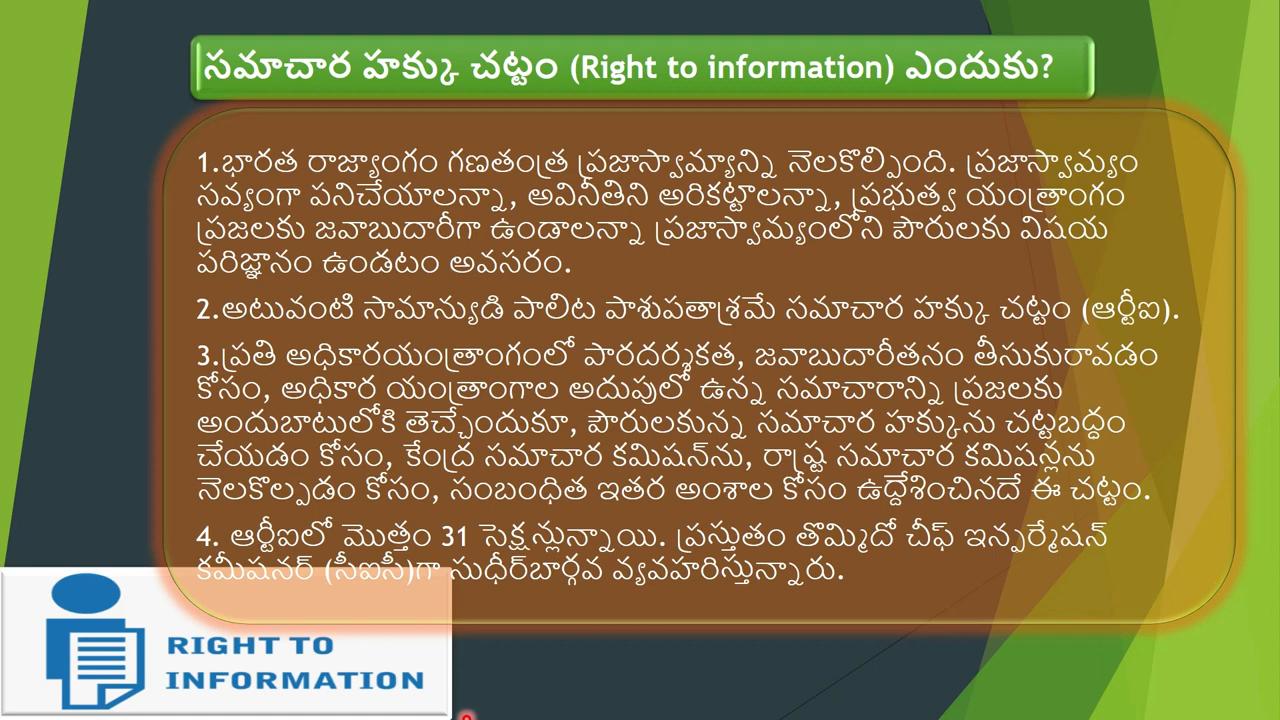 సమాచార హక్కు చట్టం (Right to information) ఎందుకు?
1.భారత రాజ్యాంగం గణతంత్ర ప్రజాస్వామ్యాన్ని నెలకొల్పింది. ప్రజాస్వామ్యం
సవ్యంగా పనిచేయాలన్నా, అవినీతిని అరికట్టాలన్నా, ప్రభుత్వ యంత్రాంగం
ప్రజలకు జవాబుదారీగా ఉండాలన్నా ప్రజాస్వామ్యంలోని పౌరులకు విషయ
పరిజ్ఞానం ఉండటం అవసరం.
2.అటువంటి సామాన్యుడి పాలిట పాశుపతాశ్రమే సమాచార హక్కు చట్టం (ఆర్టీఐ).
3.ప్రతి అధికారయంత్రాంగంలో పారదర్శకత, జవాబుదారీతనం తీసుకురావడం
కోసం, అధికార యంత్రాంగాల అదుపులో ఉన్న సమాచారాన్ని ప్రజలకు
అందుబాటులోకి తెచ్చేందుకూ, పౌరులకున్న సమాచార హక్కును చట్టబద్ధం
చేయడం కోసం, కేంద్ర సమాచార కమిషన్‌ను, రాష్ట్ర సమాచార కమిషన్లను
నెలకొల్పడం కోసం, సంబంధిత ఇతర అంశాల కోసం ఉద్దేశించినదే ఈ చట్టం.
4. ఆర్టీఐలో మొత్తం 31 సెక్షన్లున్నాయి. ప్రస్తుతం తొమ్మిదో చీఫ్ ఇన్ఫర్మేషన్
కమీషనర్ (సీఐసీ)గా సుధీర్‌బార్గవ వ్యవహరిస్తున్నారు.
RIGHT TO
INFORMATION